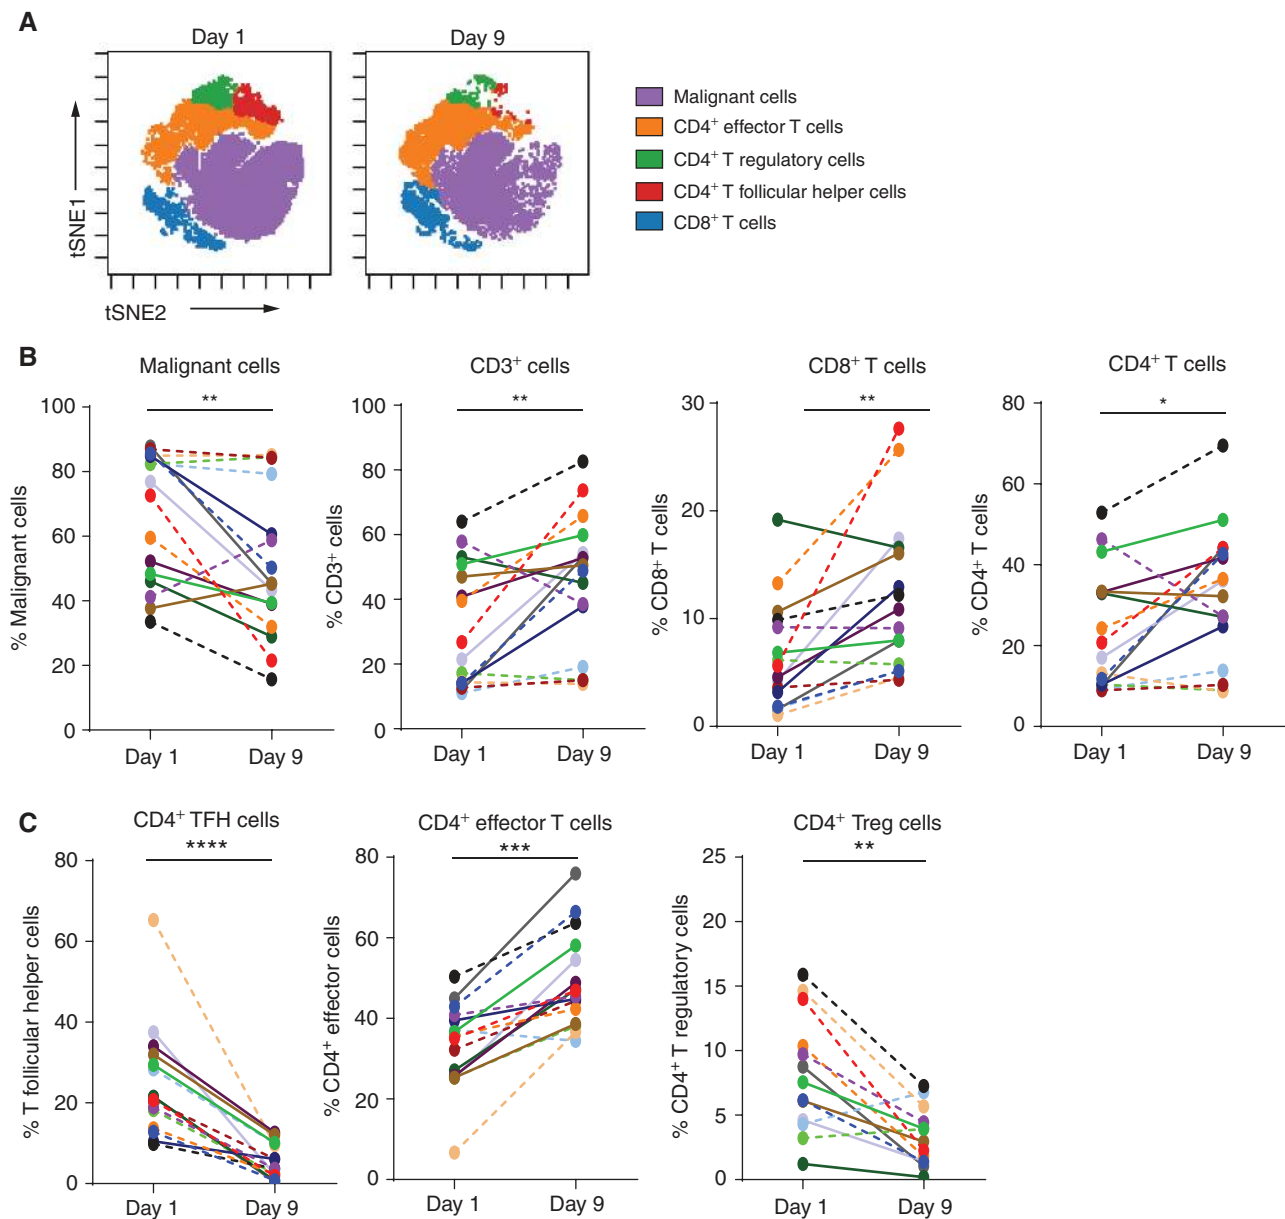 A
Day 1
Day 9
tSNE1
tSNE2
Malignant cells
CD4+ effector T cells
CD4+ T regulatory cells
CD4+ T follicular helper cells
CD8+ T cells
B
Malignant cells
**
% Malignant cells
100
80
60
40
20
0
Day 1
Day 9
CD3+ cells
**
% CD3+ cells
100
80
60
40
20
0
Day 1
Day 9
CD8+ T cells
**
% CD8+ T cells
30
20
10
0
Day 1
Day 9
CD4+ T cells
*
% CD4+ T cells
80
60
40
20
0
Day 1
Day 9
C
CD4+ TFH cells
****
% T follicular helper cells
80
60
40
20
0
Day 1
Day 9
CD4+ effector T cells
***
% CD4+ effector cells
80
60
40
20
0
Day 1
Day 9
CD4+ Treg cells
**
% CD4+ T regulatory cells
25
20
15
10
5
0
Day 1
Day 9